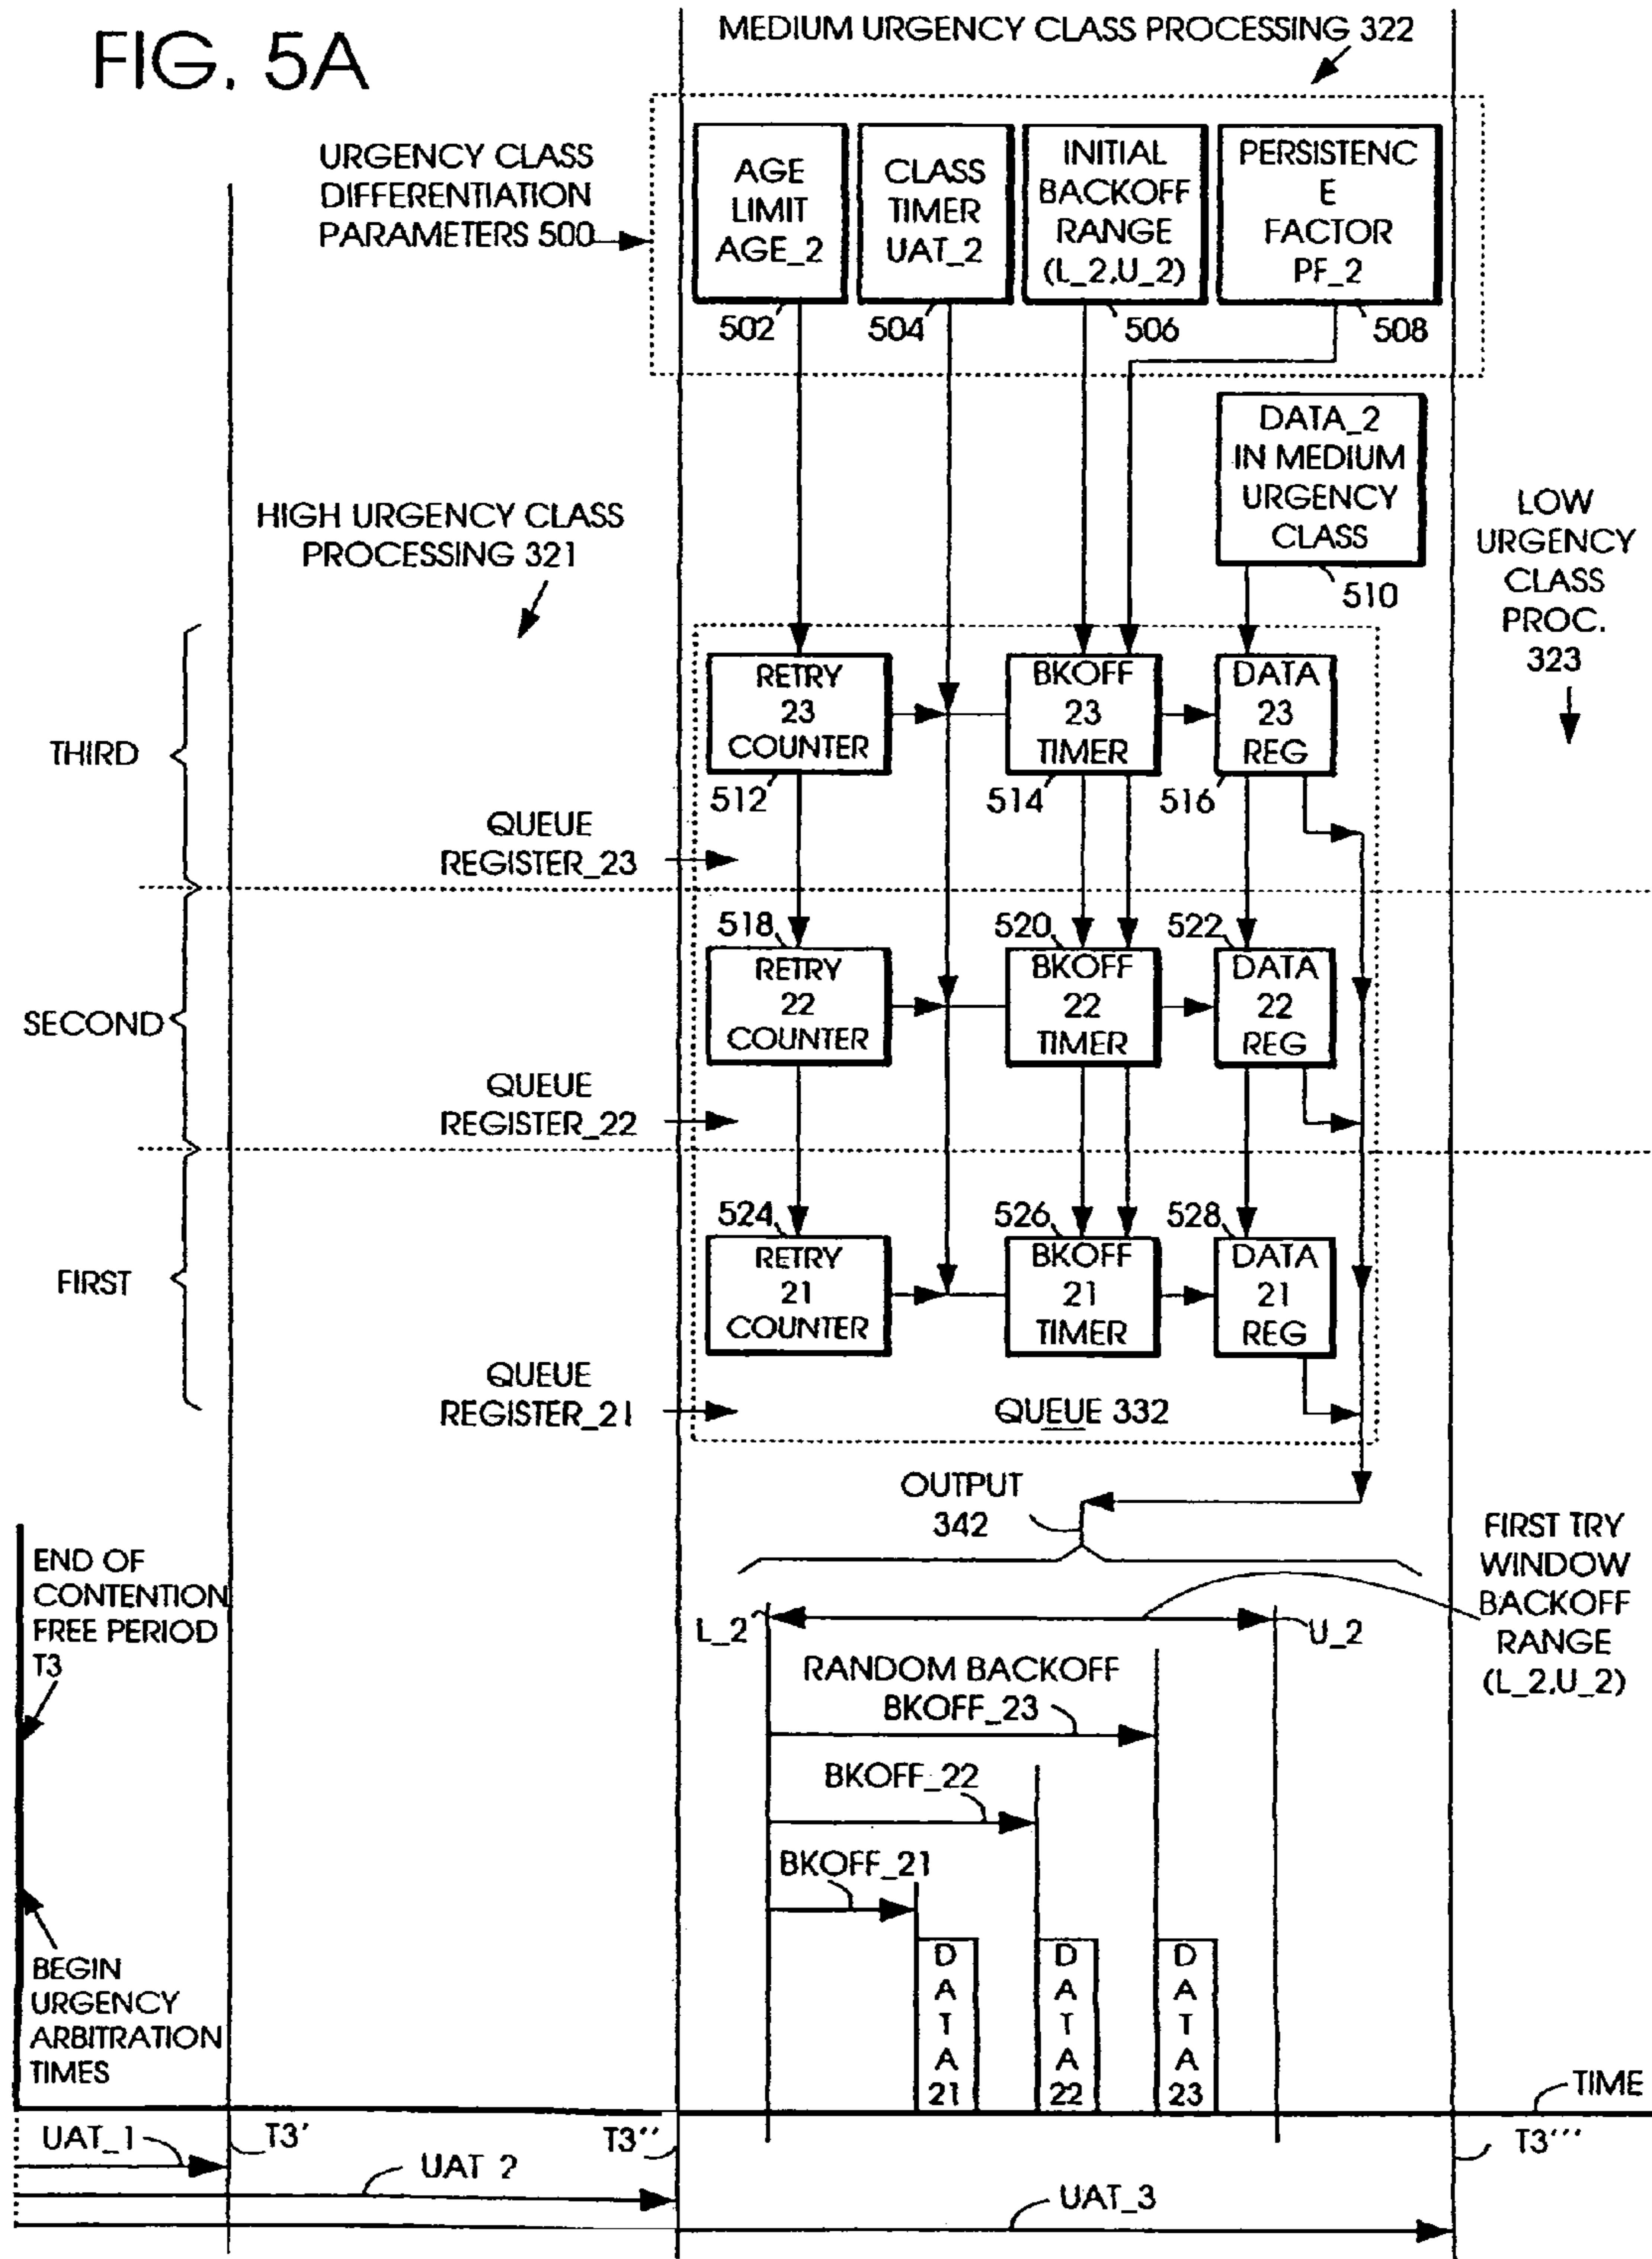 FIG. 5A
MEDIUM URGENCY CLASS PROCESSING 322
URGENCY CLASS
DIFFERENTIATION
PARAMETERS 500
AGE
LIMIT
AGE_2
502
CLASS
TIMER
UAT_2
504
INITIAL
BACKOFF
RANGE
(L_2,U_2)
506
PERSISTENC
E
FACTOR
PF_2
508
DATA_2
IN MEDIUM
URGENCY
CLASS
510
HIGH URGENCY CLASS
PROCESSING 321
LOW
URGENCY
CLASS
PROC.
323
THIRD
RETRY
23
COUNTER
512
BKOFF
23
TIMER
514
DATA
23
REG
516
QUEUE
REGISTER_23
SECOND
518
RETRY
22
COUNTER
520
BKOFF
22
TIMER
522
DATA
22
REG
QUEUE
REGISTER_22
FIRST
524
RETRY
21
COUNTER
526
BKOFF
21
TIMER
528
DATA
21
REG
QUEUE
REGISTER_21
QUEUE 332
OUTPUT
342
FIRST TRY
WINDOW
BACKOFF
RANGE
(L_2,U_2)
END OF
CONTENTION
FREE PERIOD
T3
L_2
U_2
RANDOM BACKOFF
BKOFF_23
BKOFF_22
BKOFF_21
BEGIN
URGENCY
ARBITRATION
TIMES
D
A
T
A
21
D
A
T
A
22
D
A
T
A
23
TIME
UAT_1
T3'
T3''
T3'''
UAT 2
UAT_3